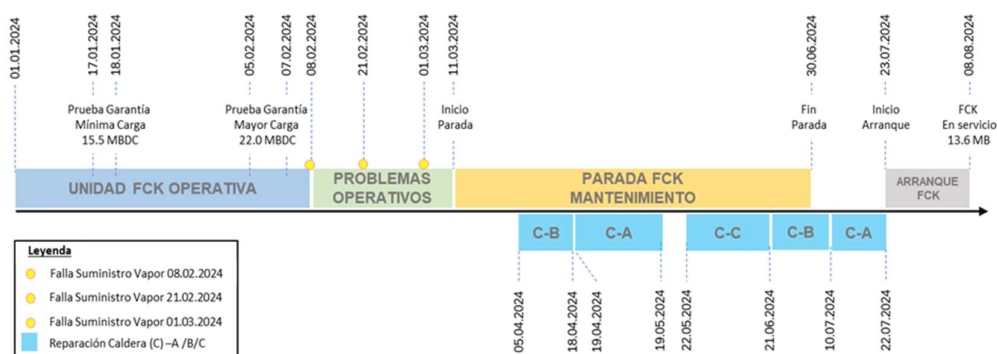 01.01.2024
17.01.2024
18.01.2024
05.02.2024
07.02.2024
08.02.2024
21.02.2024
01.03.2024
11.03.2024
30.06.2024
23.07.2024
08.08.2024
Prueba Garantía
Mínima Carga
15.5 MBDC
Prueba Garantía
Mayor Carga
22.0 MBDC
Inicio
Parada
Fin
Parada
Inicio
Arranque
FCK
En servicio
13.6 MB
UNIDAD FCK OPERATIVA
PROBLEMAS
OPERATIVOS
PARADA FCK
MANTENIMIENTO
ARRANQUE
FCK
C-B
C-A
C-C
C-B
C-A
05.04.2024
18.04.2024
19.04.2024
19.05.2024
22.05.2024
21.06.2024
10.07.2024
22.07.2024
Leyenda
Falla Suministro Vapor 08.02.2024
Falla Suministro Vapor 21.02.2024
Falla Suministro Vapor 01.03.2024
Reparación Caldera (C) –A /B/C